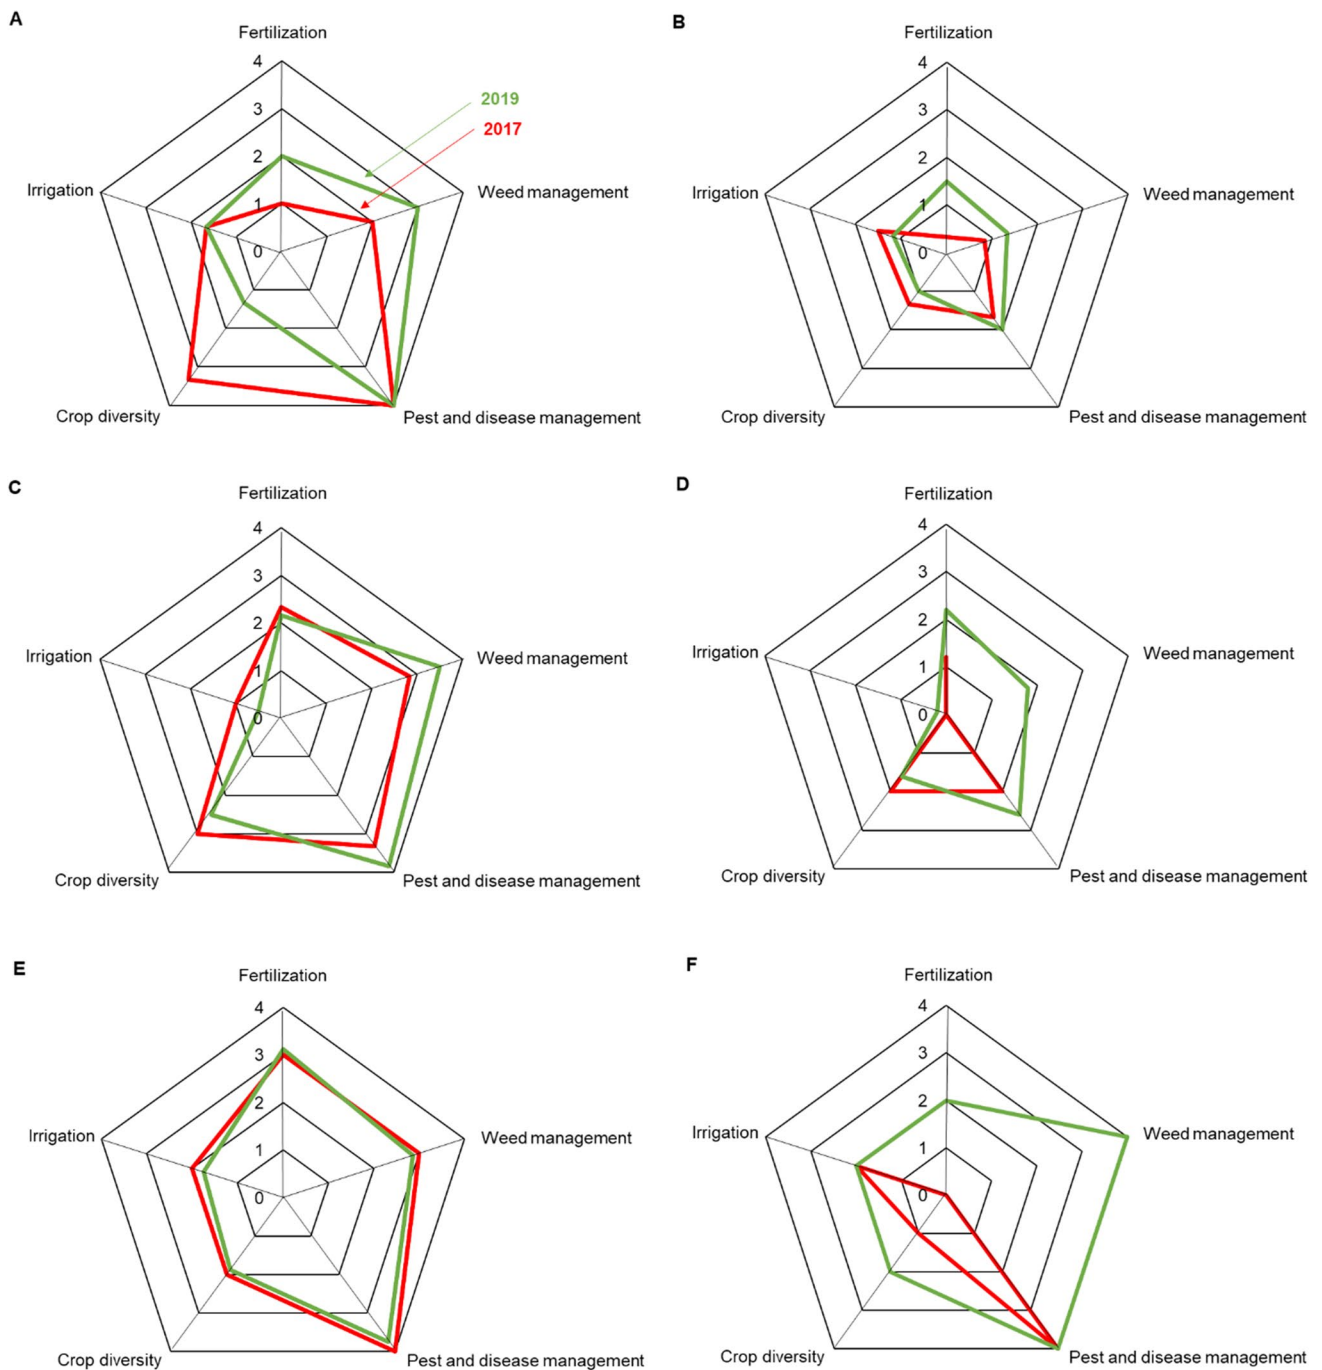 A
Fertilization
4
3
2
1
0
2019
2017
Irrigation
Weed management
Crop diversity
Pest and disease management
B
Fertilization
4
3
2
1
0
Irrigation
Weed management
Crop diversity
Pest and disease management
C
Fertilization
4
3
2
1
0
Irrigation
Weed management
Crop diversity
Pest and disease management
D
Fertilization
4
3
2
1
0
Irrigation
Weed management
Crop diversity
Pest and disease management
E
Fertilization
4
3
2
1
0
Irrigation
Weed management
Crop diversity
Pest and disease management
F
Fertilization
4
3
2
1
0
Irrigation
Weed management
Crop diversity
Pest and disease management